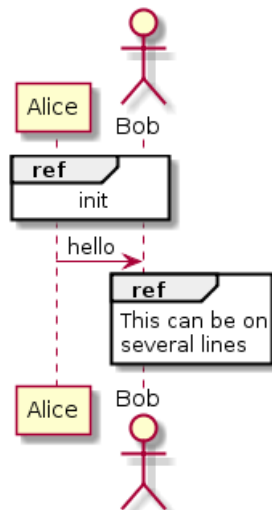 Alice
Bob
ref
init
hello
ref
This can be on
several lines
Alice
Bob